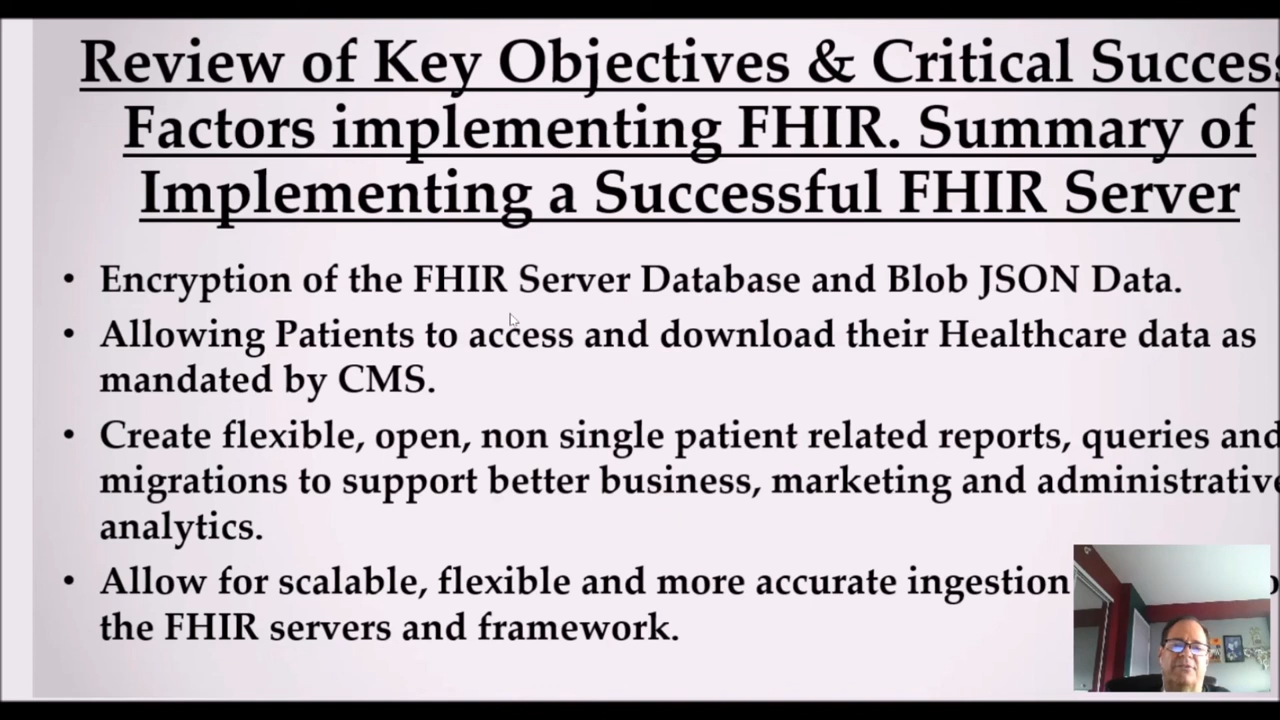 Review of Key Objectives & Critical Success
Factors implementing FHIR. Summary of
Implementing a Successful FHIR Server
• Encryption of the FHIR Server Database and Blob JSON Data.
• Allowing Patients to access and download their Healthcare data as
mandated by CMS.
• Create flexible, open, non single patient related reports, queries and
migrations to support better business, marketing and administrative
analytics.
• Allow for scalable, flexible and more accurate ingestion
the FHIR servers and framework.